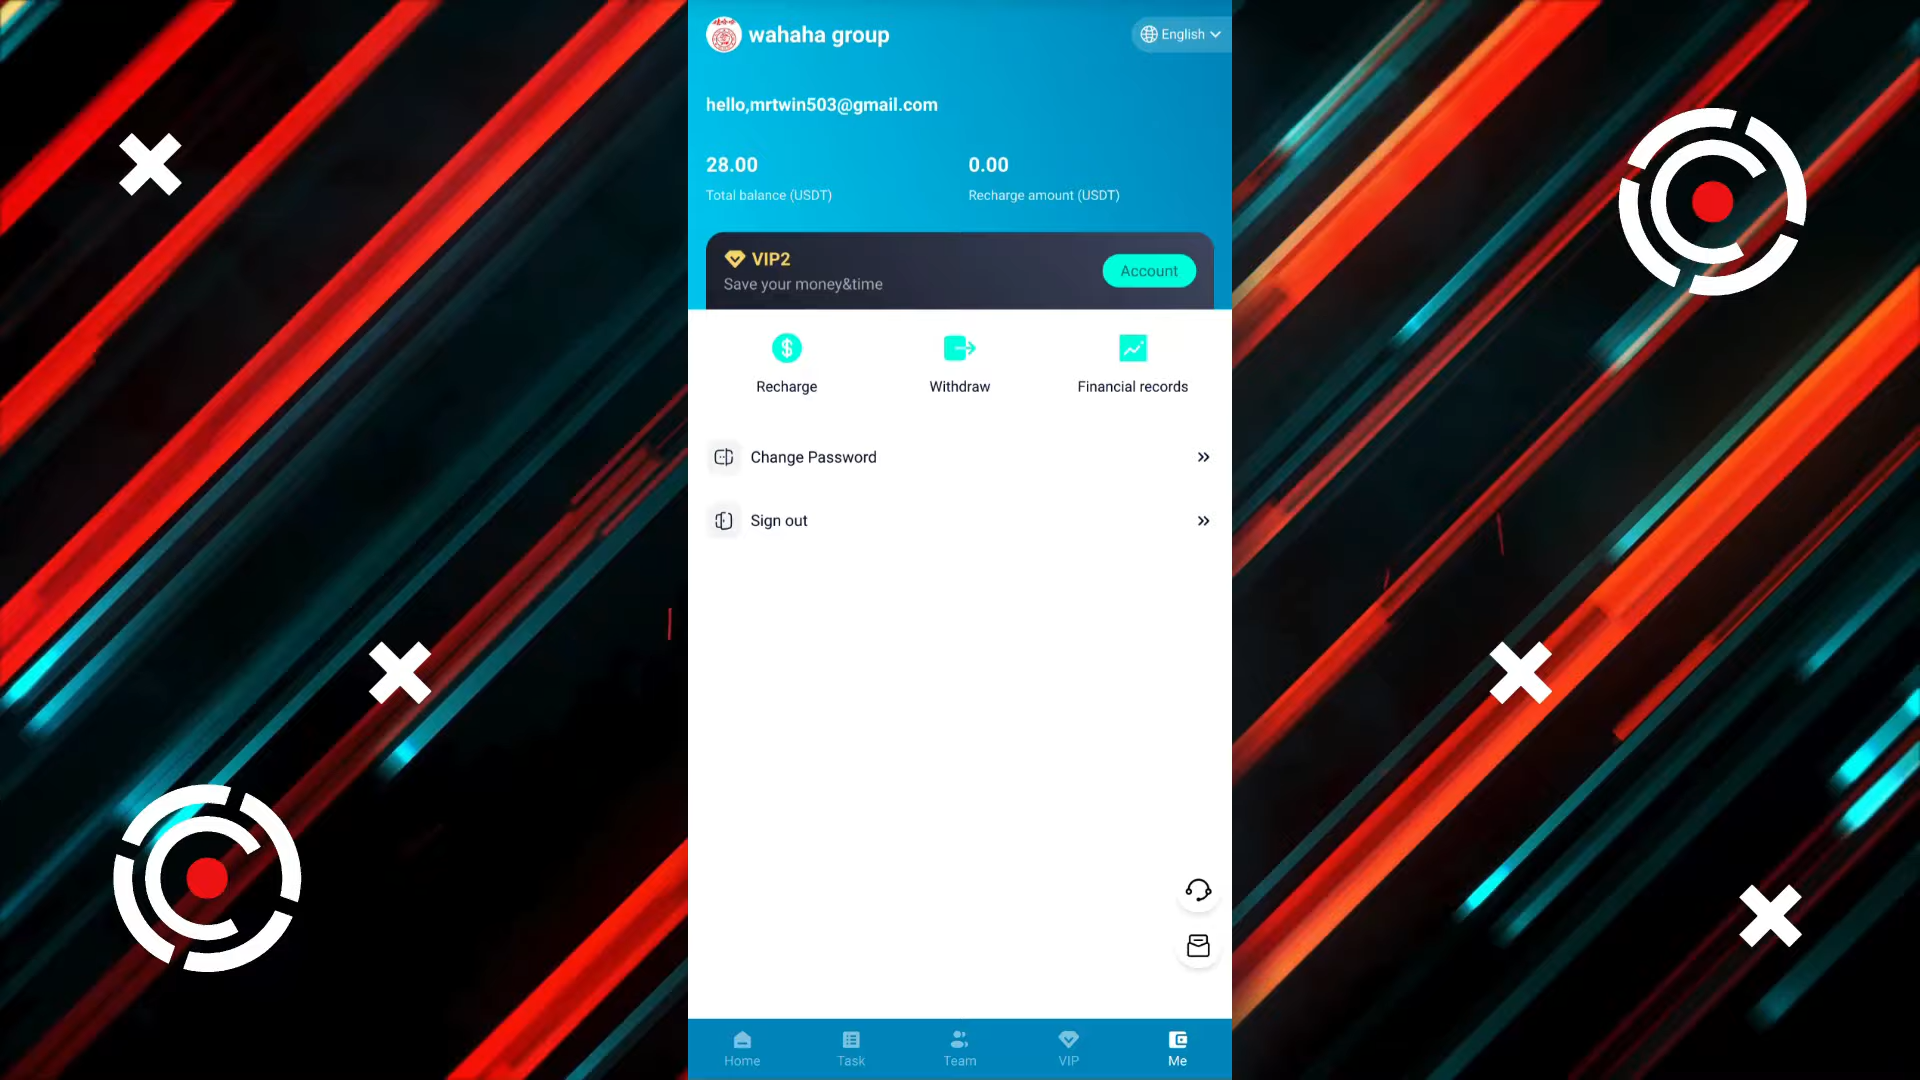 wahaha group
English
hello,mrtwin503@gmail.com
28.00
0.00
Total balance (USDT)
Recharge amount (USDT)
VIP2
Save your money&time
Account
Recharge
Withdraw
Financial records
Change Password
Sign out
Home
Task
Team
VIP
Me